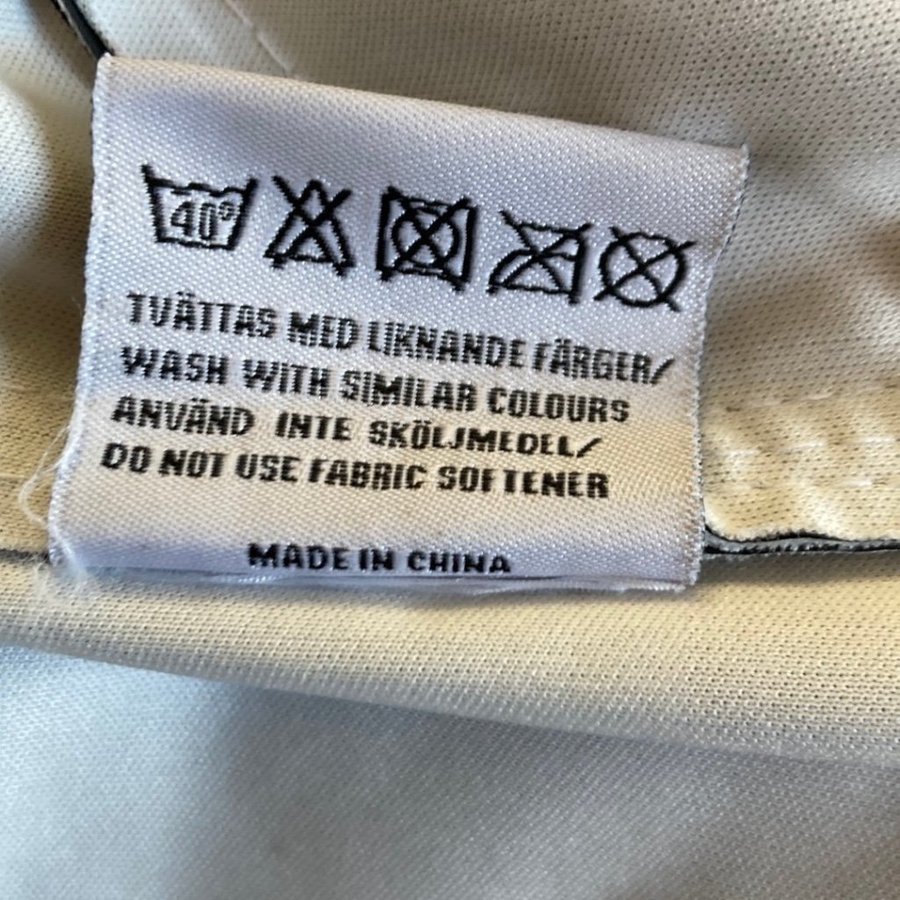 40°
TVÄTTAS MED LIKNANDE FÄRGER/
WASH WITH SIMILAR COLOURS
ANVÄND INTE SKÖLJMEDEL/
DO NOT USE FABRIC SOFTENER
MADE IN CHINA